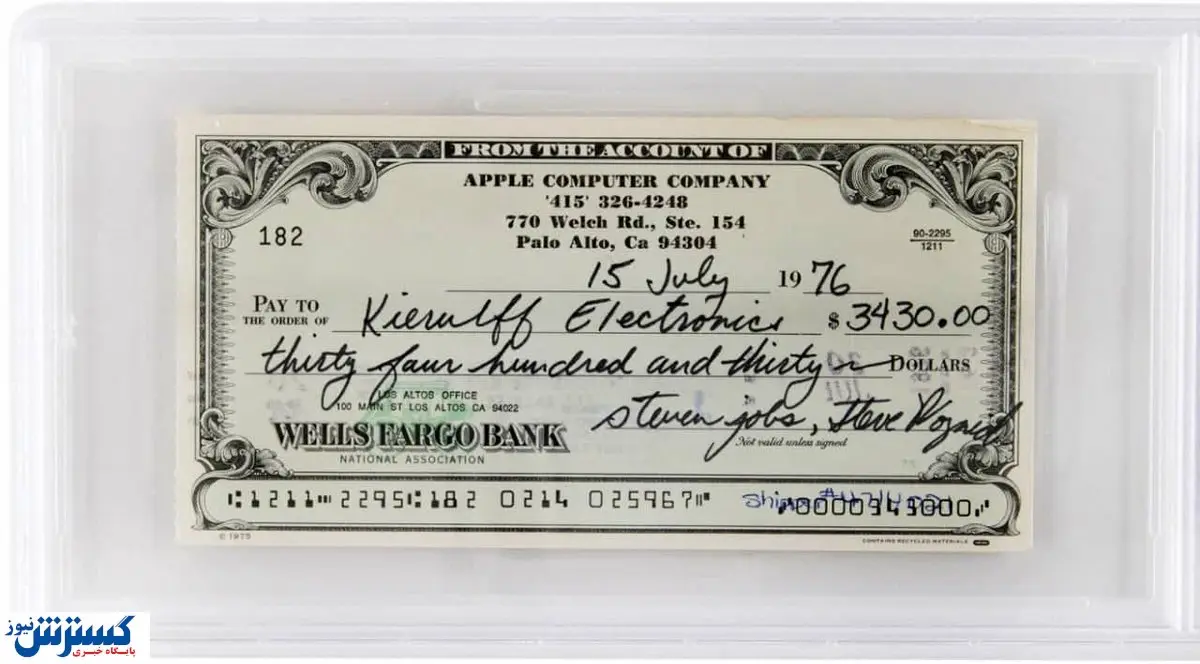 FROM THE ACCOUNT OF
APPLE COMPUTER COMPANY
'415' 326-4248
770 Welch Rd., Ste. 154
Palo Alto, Ca 94304
182
90-2295
1211
15 July 1976
PAY TO
THE ORDER OF Kierulff Electronics $3430.00
thirty four hundred and thirty DOLLARS
LOS ALTOS OFFICE
100 MAIN ST LOS ALTOS CA 94022
steven jobs, Steve Wozniak
Not valid unless signed
WELLS FARGO BANK
NATIONAL ASSOCIATION
1211 2295 182 0214 025967 0000343000
© 1975
CONTAINS RECYCLED MATERIALS
گسترش نیوز
پایگاه خبری